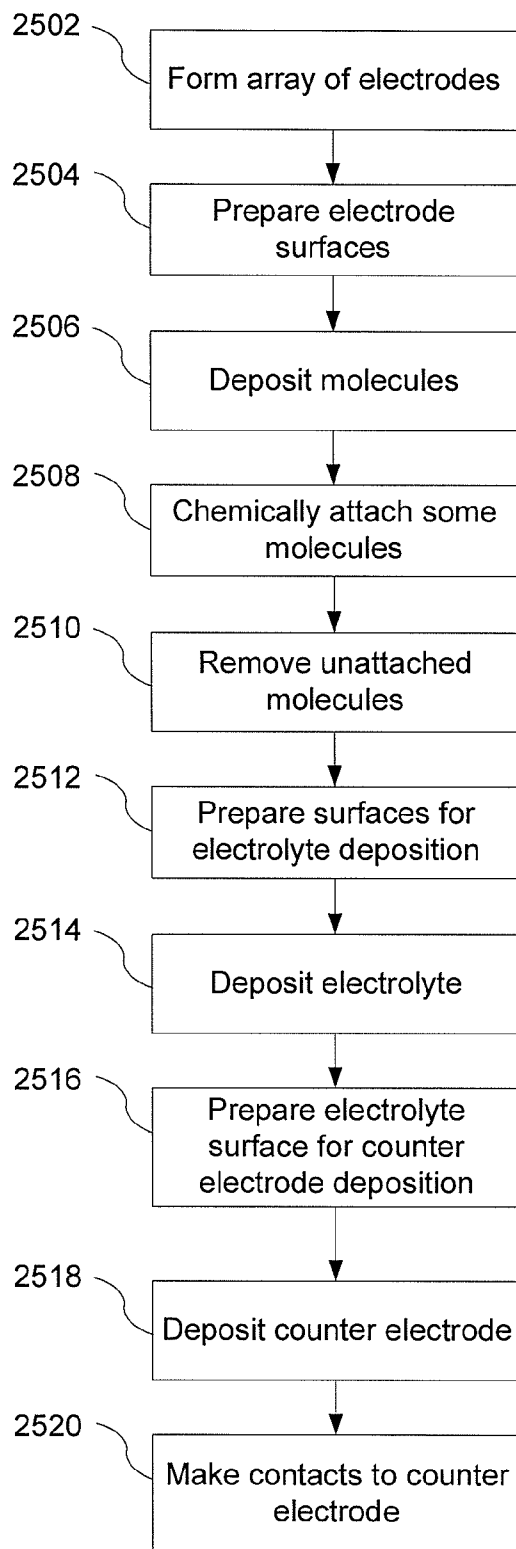 2502
Form array of electrodes
2504
Prepare electrode
surfaces
2506
Deposit molecules
2508
Chemically attach some
molecules
2510
Remove unattached
molecules
2512
Prepare surfaces for
electrolyte deposition
2514
Deposit electrolyte
2516
Prepare electrolyte
surface for counter
electrode deposition
2518
Deposit counter electrode
2520
Make contacts to counter
electrode